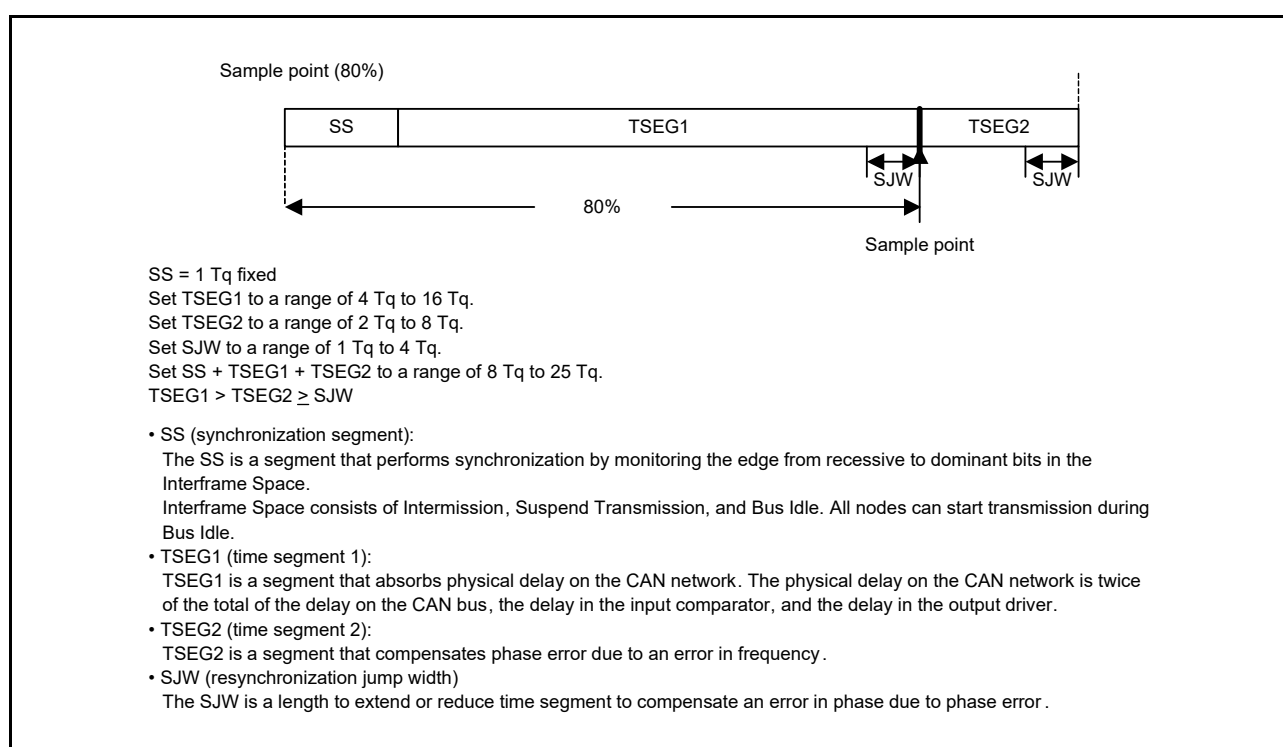 Sample point (80%)
SS TSEG1 TSEG2
SJW SJW
80%
Sample point
SS = 1 Tq fixed
Set TSEG1 to a range of 4 Tq to 16 Tq.
Set TSEG2 to a range of 2 Tq to 8 Tq.
Set SJW to a range of 1 Tq to 4 Tq.
Set SS + TSEG1 + TSEG2 to a range of 8 Tq to 25 Tq.
TSEG1 > TSEG2 ≥ SJW
• SS (synchronization segment):
The SS is a segment that performs synchronization by monitoring the edge from recessive to dominant bits in the
Interframe Space.
Interframe Space consists of Intermission, Suspend Transmission, and Bus Idle. All nodes can start transmission during
Bus Idle.
• TSEG1 (time segment 1):
TSEG1 is a segment that absorbs physical delay on the CAN network. The physical delay on the CAN network is twice
of the total of the delay on the CAN bus, the delay in the input comparator, and the delay in the output driver.
• TSEG2 (time segment 2):
TSEG2 is a segment that compensates phase error due to an error in frequency.
• SJW (resynchronization jump width)
The SJW is a length to extend or reduce time segment to compensate an error in phase due to phase error.